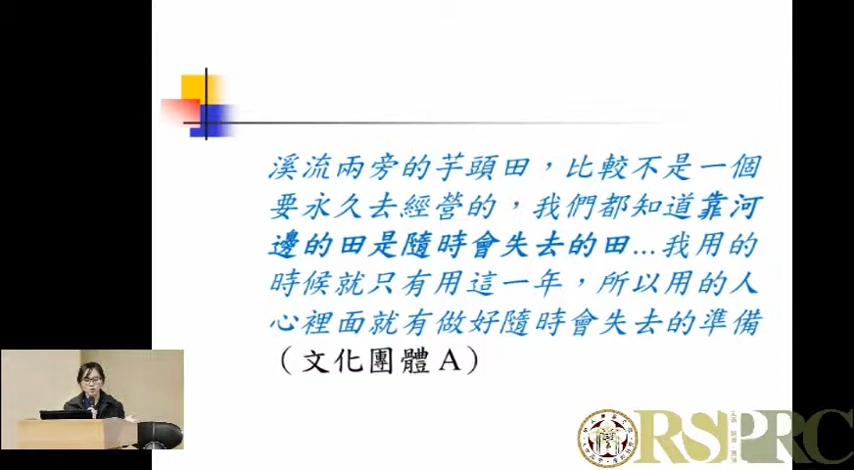 溪流兩旁的芋頭田，比較不是一個
要永久去經營的，我們都知道靠河
邊的田是隨時會失去的田...我用的
時候就只有用這一年，所以用的人
心裡面就有做好隨時會失去的準備
（文化團體A）
RSPRC